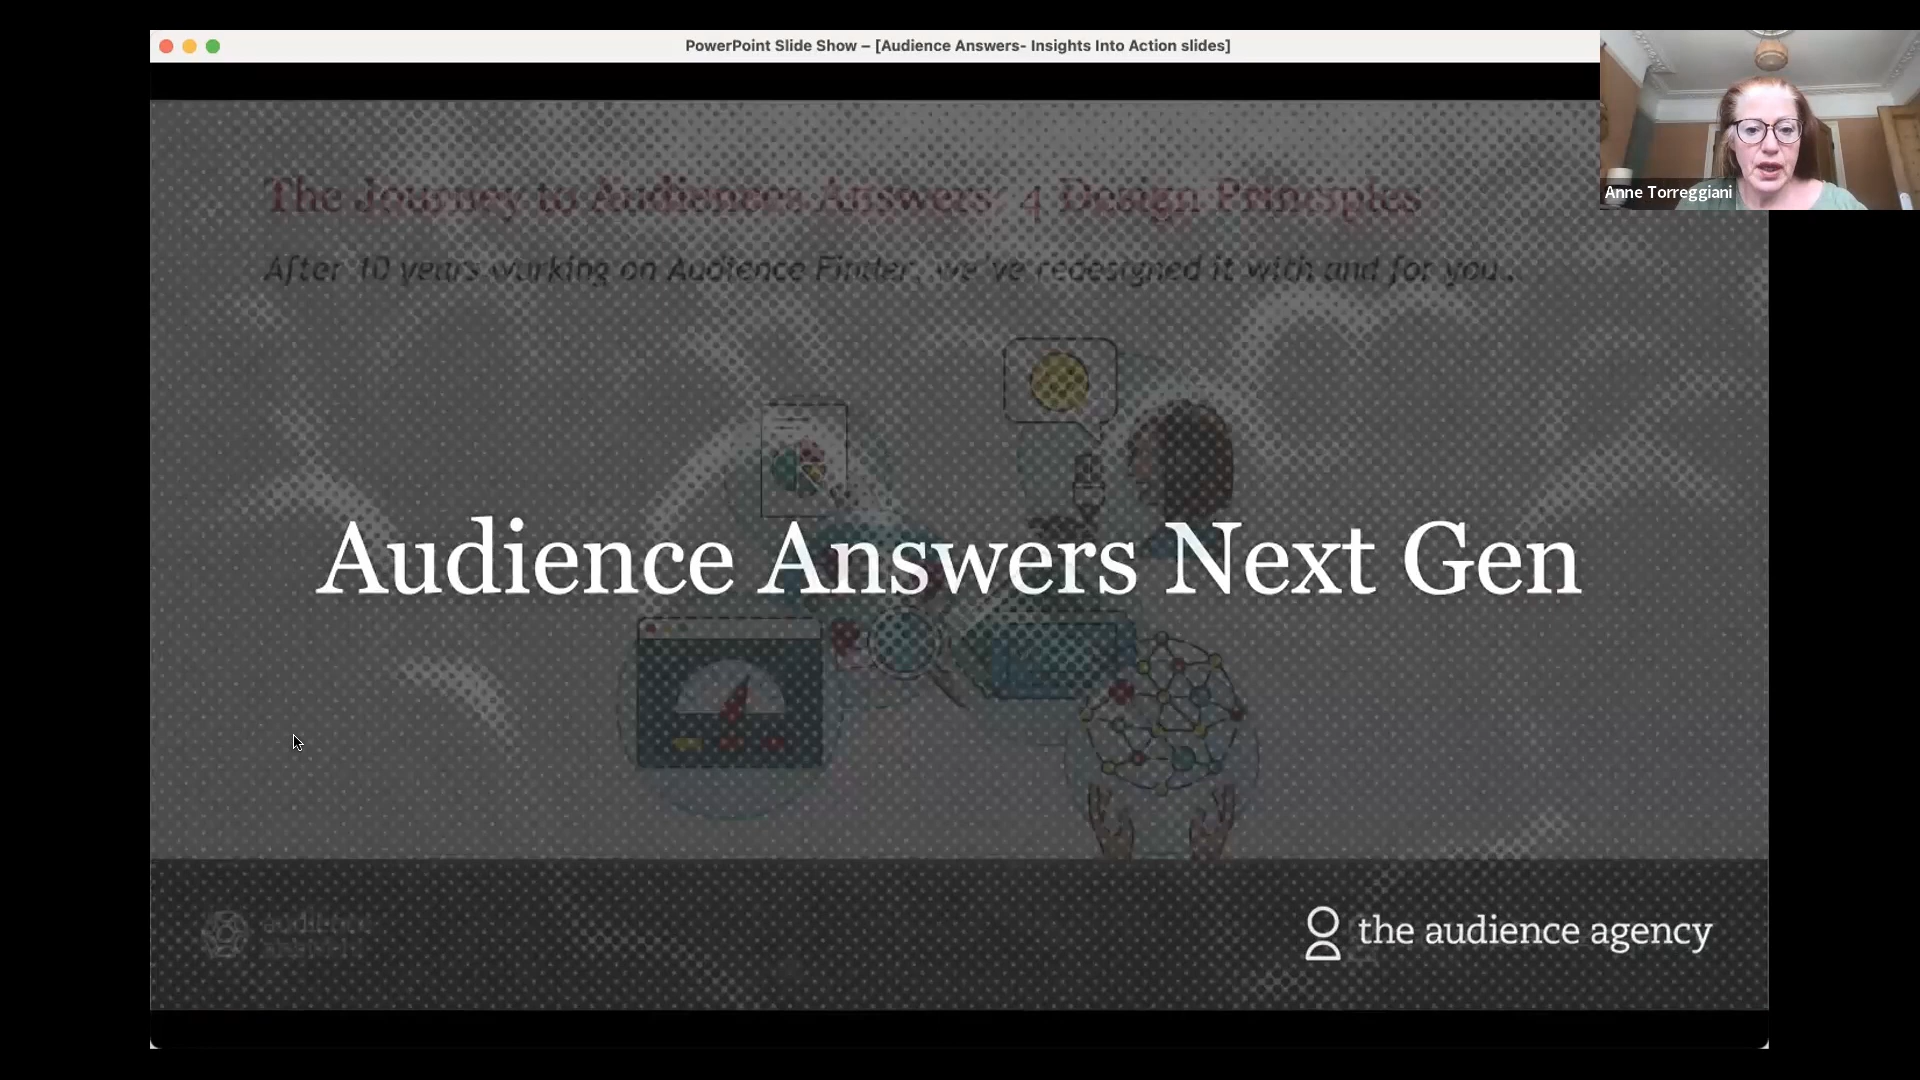 PowerPoint Slide Show – [Audience Answers- Insights Into Action slides]
Anne Torreggiani
The Journey to Audience Answers: 4 Design Principles
After 10 years working on Audience Finder, we've redesigned it with and for you...
Audience Answers Next Gen
audience
answers
the audience agency